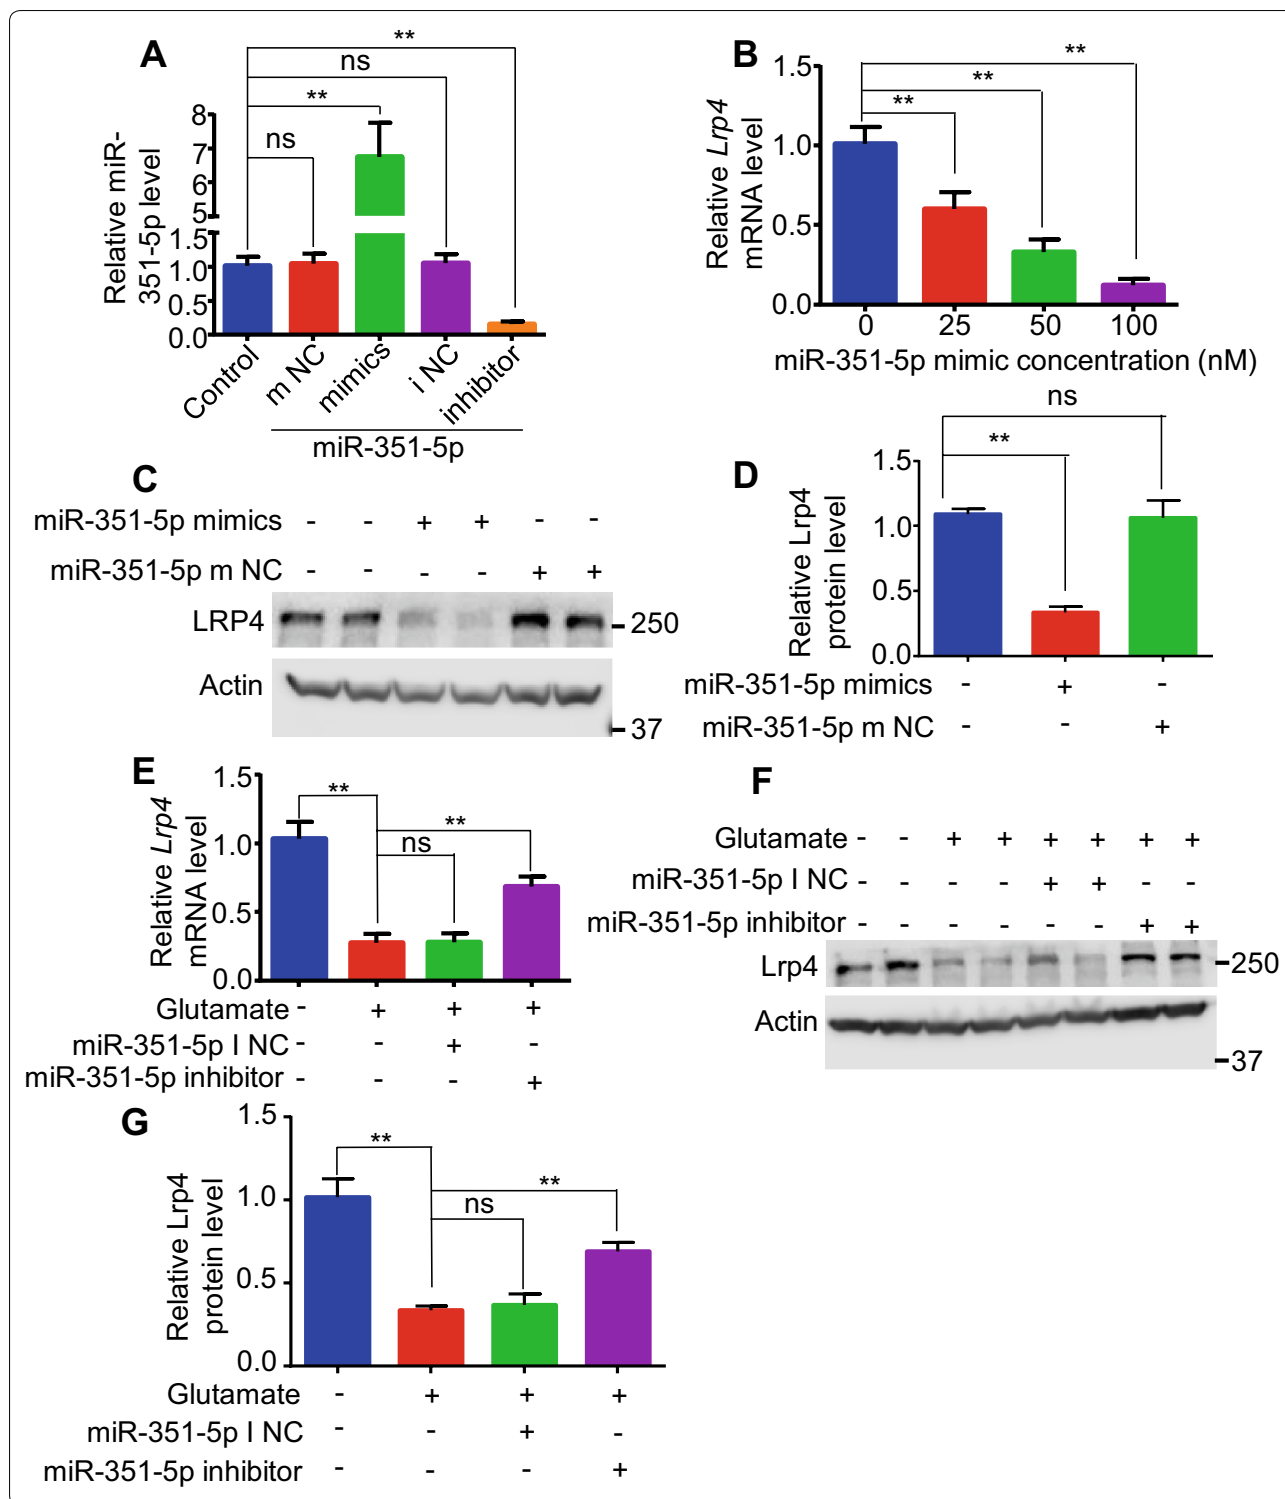 A
**
ns
**
ns
Relative miR-
351-5p level
8
7
6
5
1.5
1.0
0.5
0.0
Control
m NC
mimics
i NC
inhibitor
miR-351-5p
B
**
**
**
Relative Lrp4
mRNA level
1.5
1.0
0.5
0.0
0 25 50 100
miR-351-5p mimic concentration (nM)
C
miR-351-5p mimics - - + + - -
miR-351-5p m NC - - - - + +
LRP4
250
Actin
37
D
ns
**
Relative Lrp4
protein level
1.5
1.0
0.5
0.0
miR-351-5p mimics - + -
miR-351-5p m NC - - +
E
**
**
ns
Relative Lrp4
mRNA level
1.5
1.0
0.5
0.0
Glutamate - + + +
miR-351-5p I NC - - + -
miR-351-5p inhibitor - - - +
F
Glutamate - - + + + + + +
miR-351-5p I NC - - - - + + - -
miR-351-5p inhibitor - - - - - - + +
Lrp4
250
Actin
37
G
**
**
ns
Relative Lrp4
protein level
1.5
1.0
0.5
0.0
Glutamate - + + +
miR-351-5p I NC - - + -
miR-351-5p inhibitor - - - +